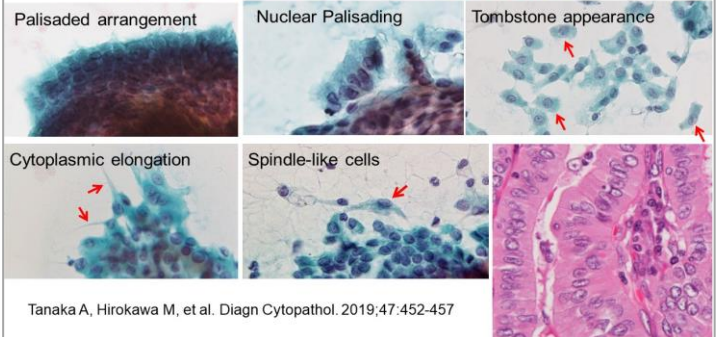 Palisaded arrangement
Nuclear Palisading
Tombstone appearance
Cytoplasmic elongation
Spindle-like cells
Tanaka A, Hirokawa M, et al. Diagn Cytopathol. 2019;47:452-457